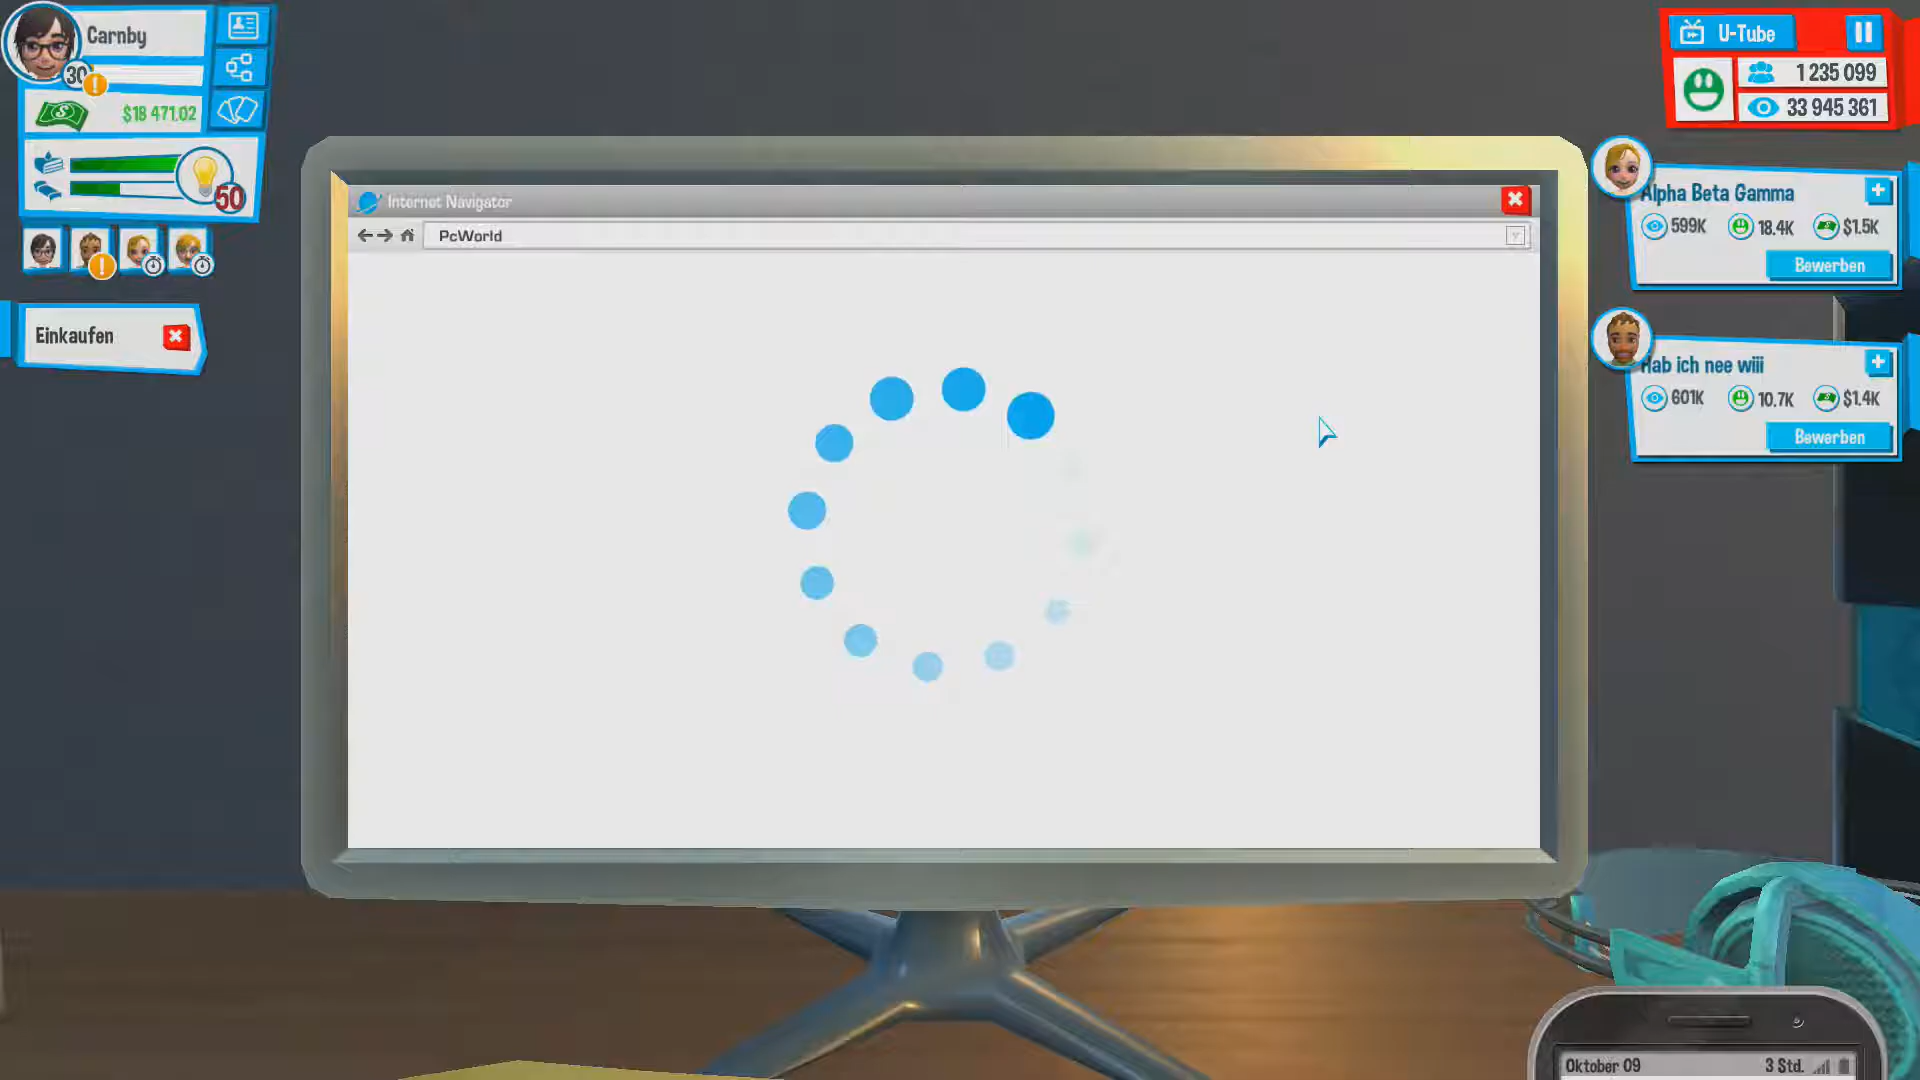 Carnby
30
$18 471.02
50
Einkaufen
Internet Navigator
PcWorld
U-Tube
1 235 099
33 945 361
Alpha Beta Gamma
599K 18.4K $1.5K
Bewerben
Hab ich nee wiii
601K 10.7K $1.4K
Bewerben
Oktober 09 3 Std.